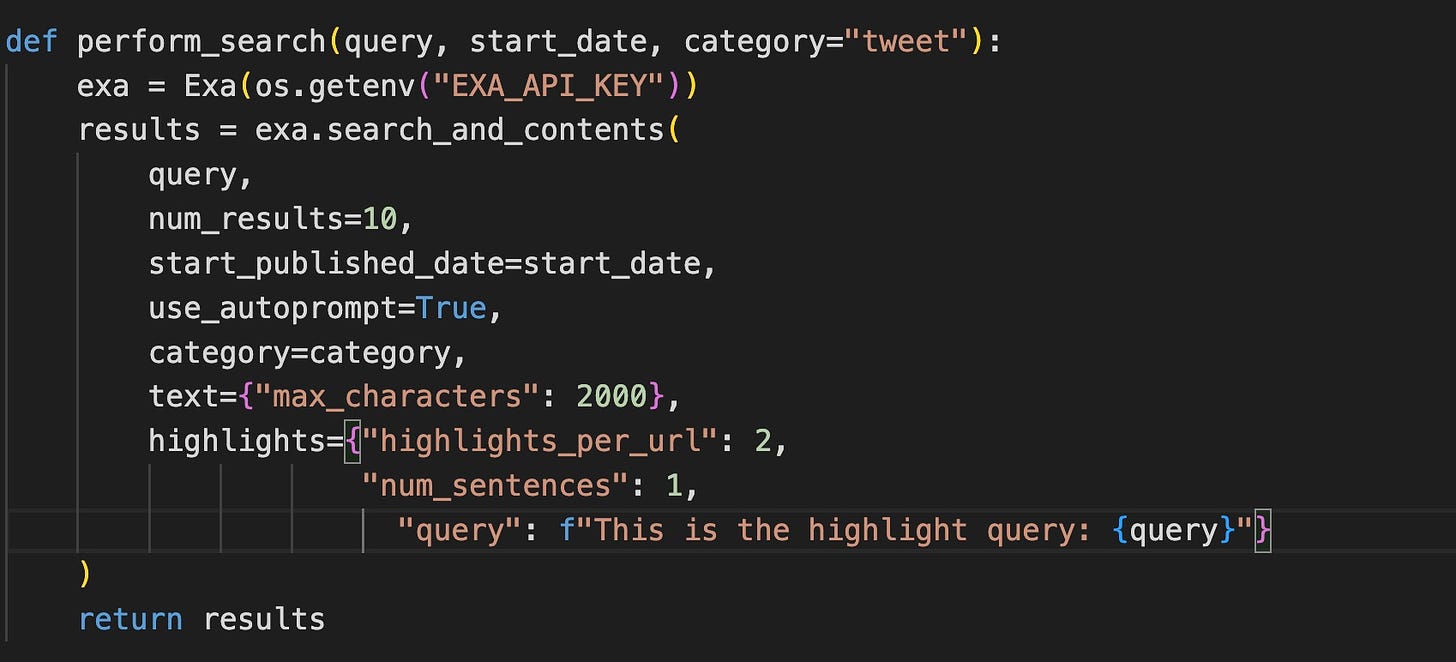 def perform_search(query, start_date, category="tweet"):
    exa = Exa(os.getenv("EXA_API_KEY"))
    results = exa.search_and_contents(
        query,
        num_results=10,
        start_published_date=start_date,
        use_autoprompt=True,
        category=category,
        text={"max_characters": 2000},
        highlights={"highlights_per_url": 2,
                    "num_sentences": 1,
                      "query": f"This is the highlight query: {query}"}
    )
    return results